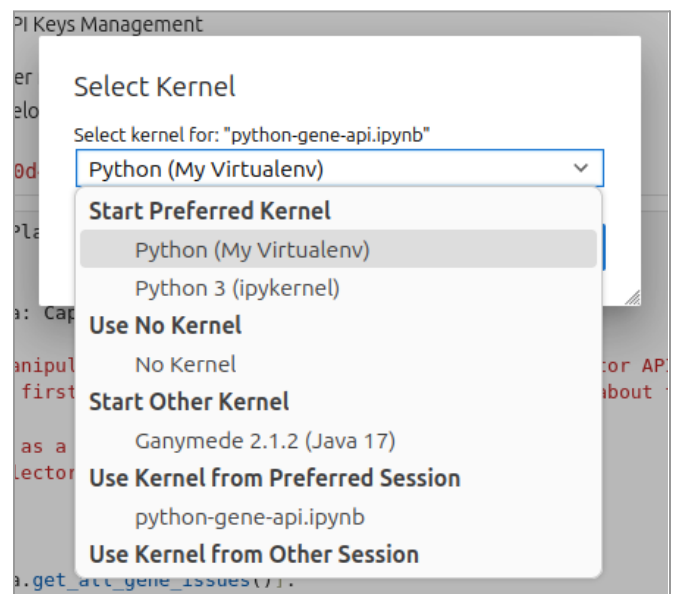 PI Keys Management
er
Select Kernel
elo
Select kernel for: "python-gene-api.ipynb"
0d
Python (My Virtualenv)
Start Preferred Kernel
Pla
Python (My Virtualenv)
Python 3 (ipykernel)
a: Cap
Use No Kernel
anipul
No Kernel
tor AP
first
Start Other Kernel
about
as a
Ganymede 2.1.2 (Java 17)
lector
Use Kernel from Preferred Session
python-gene-api.ipynb
Use Kernel from Other Session
a.get_all_gene_issues()].